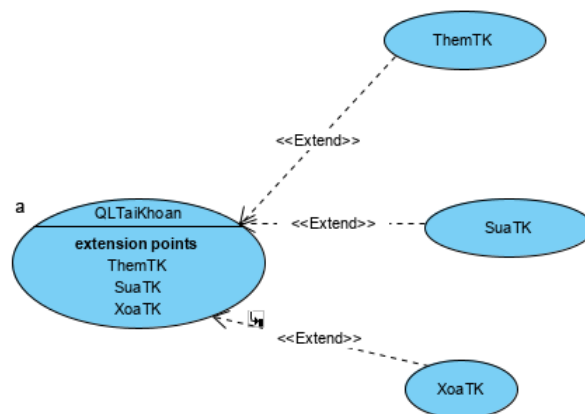 ThemTK
<<Extend>>
a
QLTaiKhoan
<<Extend>>
SuaTK
extension points
ThemTK
SuaTK
XoaTK
<<Extend>>
XoaTK